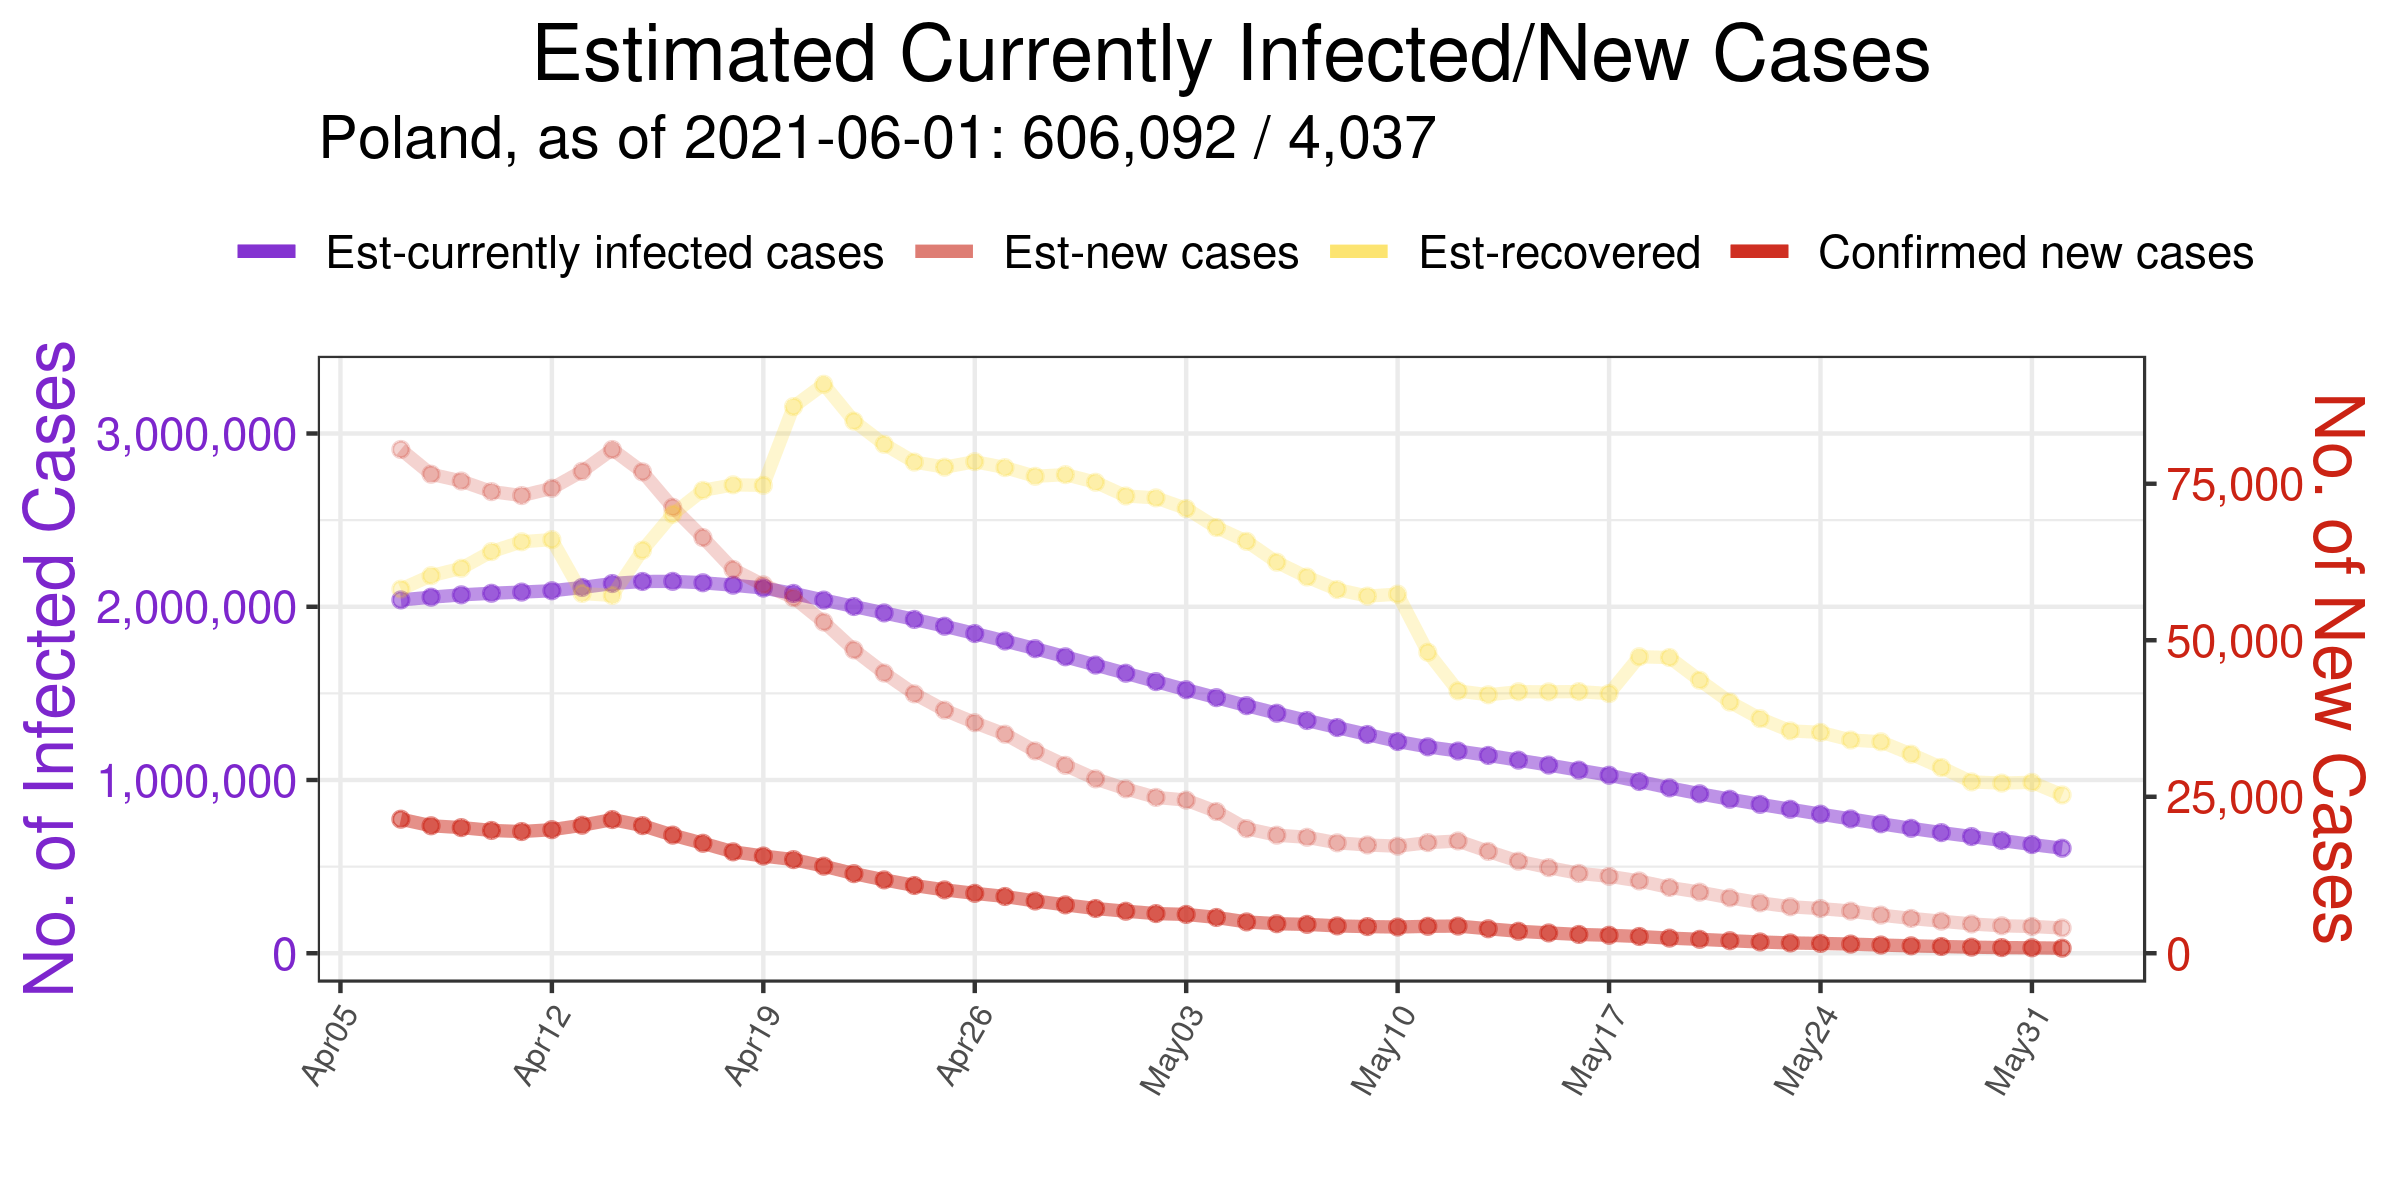 Estimated Currently Infected/New Cases
Poland, as of 2021-06-01: 606,092 / 4,037
Est-currently infected cases Est-new cases Est-recovered Confirmed new cases
No. of Infected Cases
3,000,000
2,000,000
1,000,000
0
75,000
50,000
25,000
0
No. of New Cases
Apr05 Apr12 Apr19 Apr26 May03 May10 May17 May24 May31